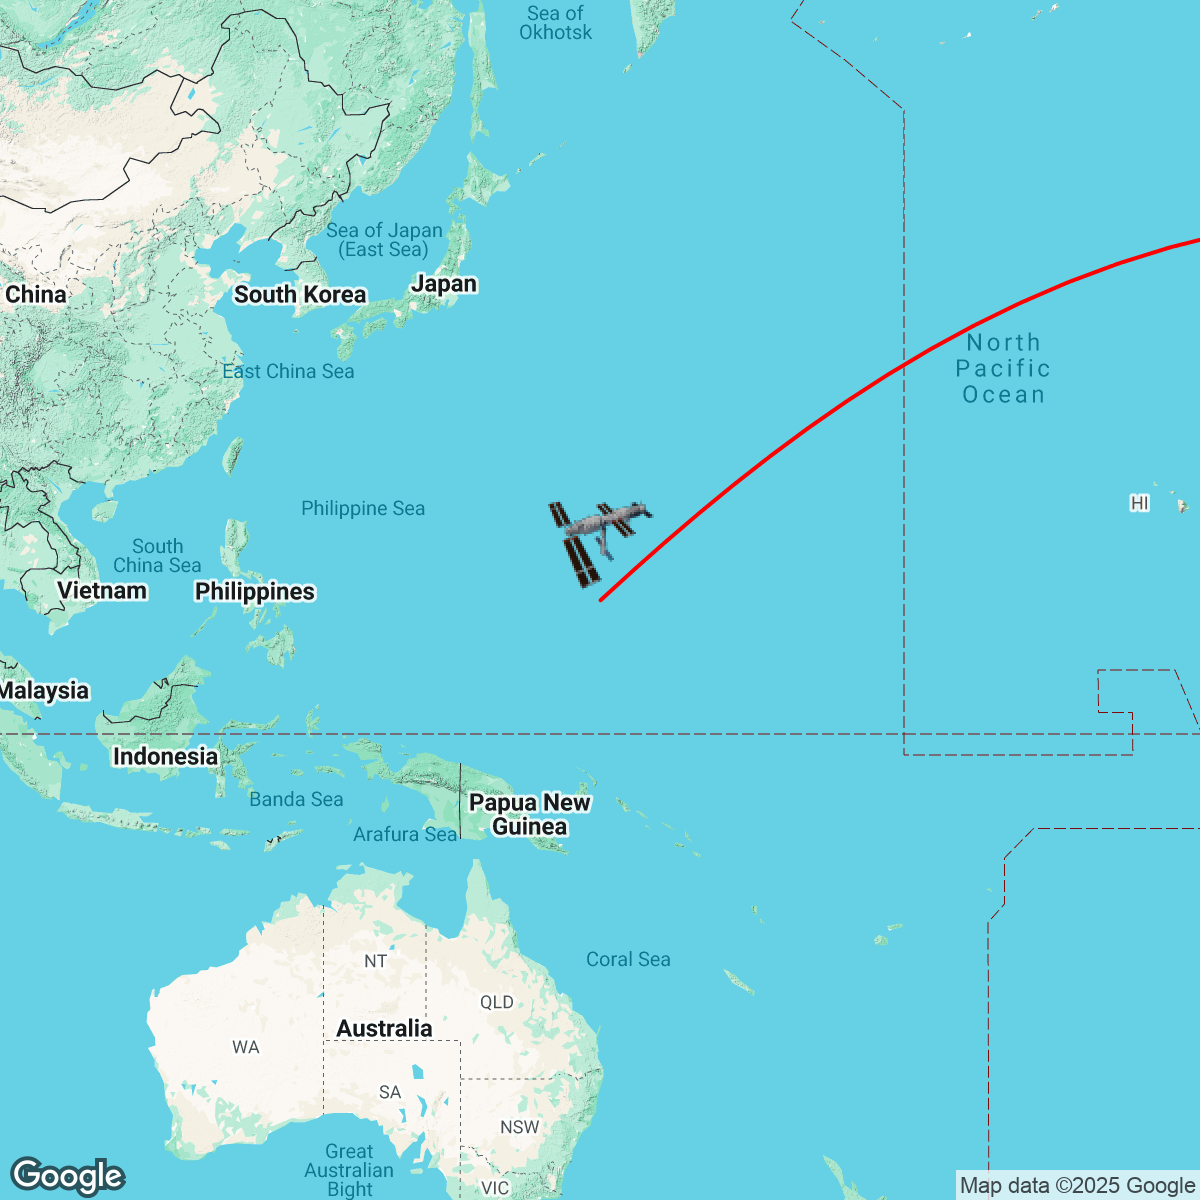 Sea of
Okhotsk
Sea of Japan
(East Sea)
China
South Korea
Japan
North
Pacific
Ocean
East China Sea
Philippine Sea
HI
South
China Sea
Vietnam
Philippines
Malaysia
Indonesia
Banda Sea
Papua New
Guinea
Arafura Sea
Coral Sea
NT
QLD
Australia
WA
SA
NSW
Great
Australian
Bight
VIC
Google
Map data ©2025 Google